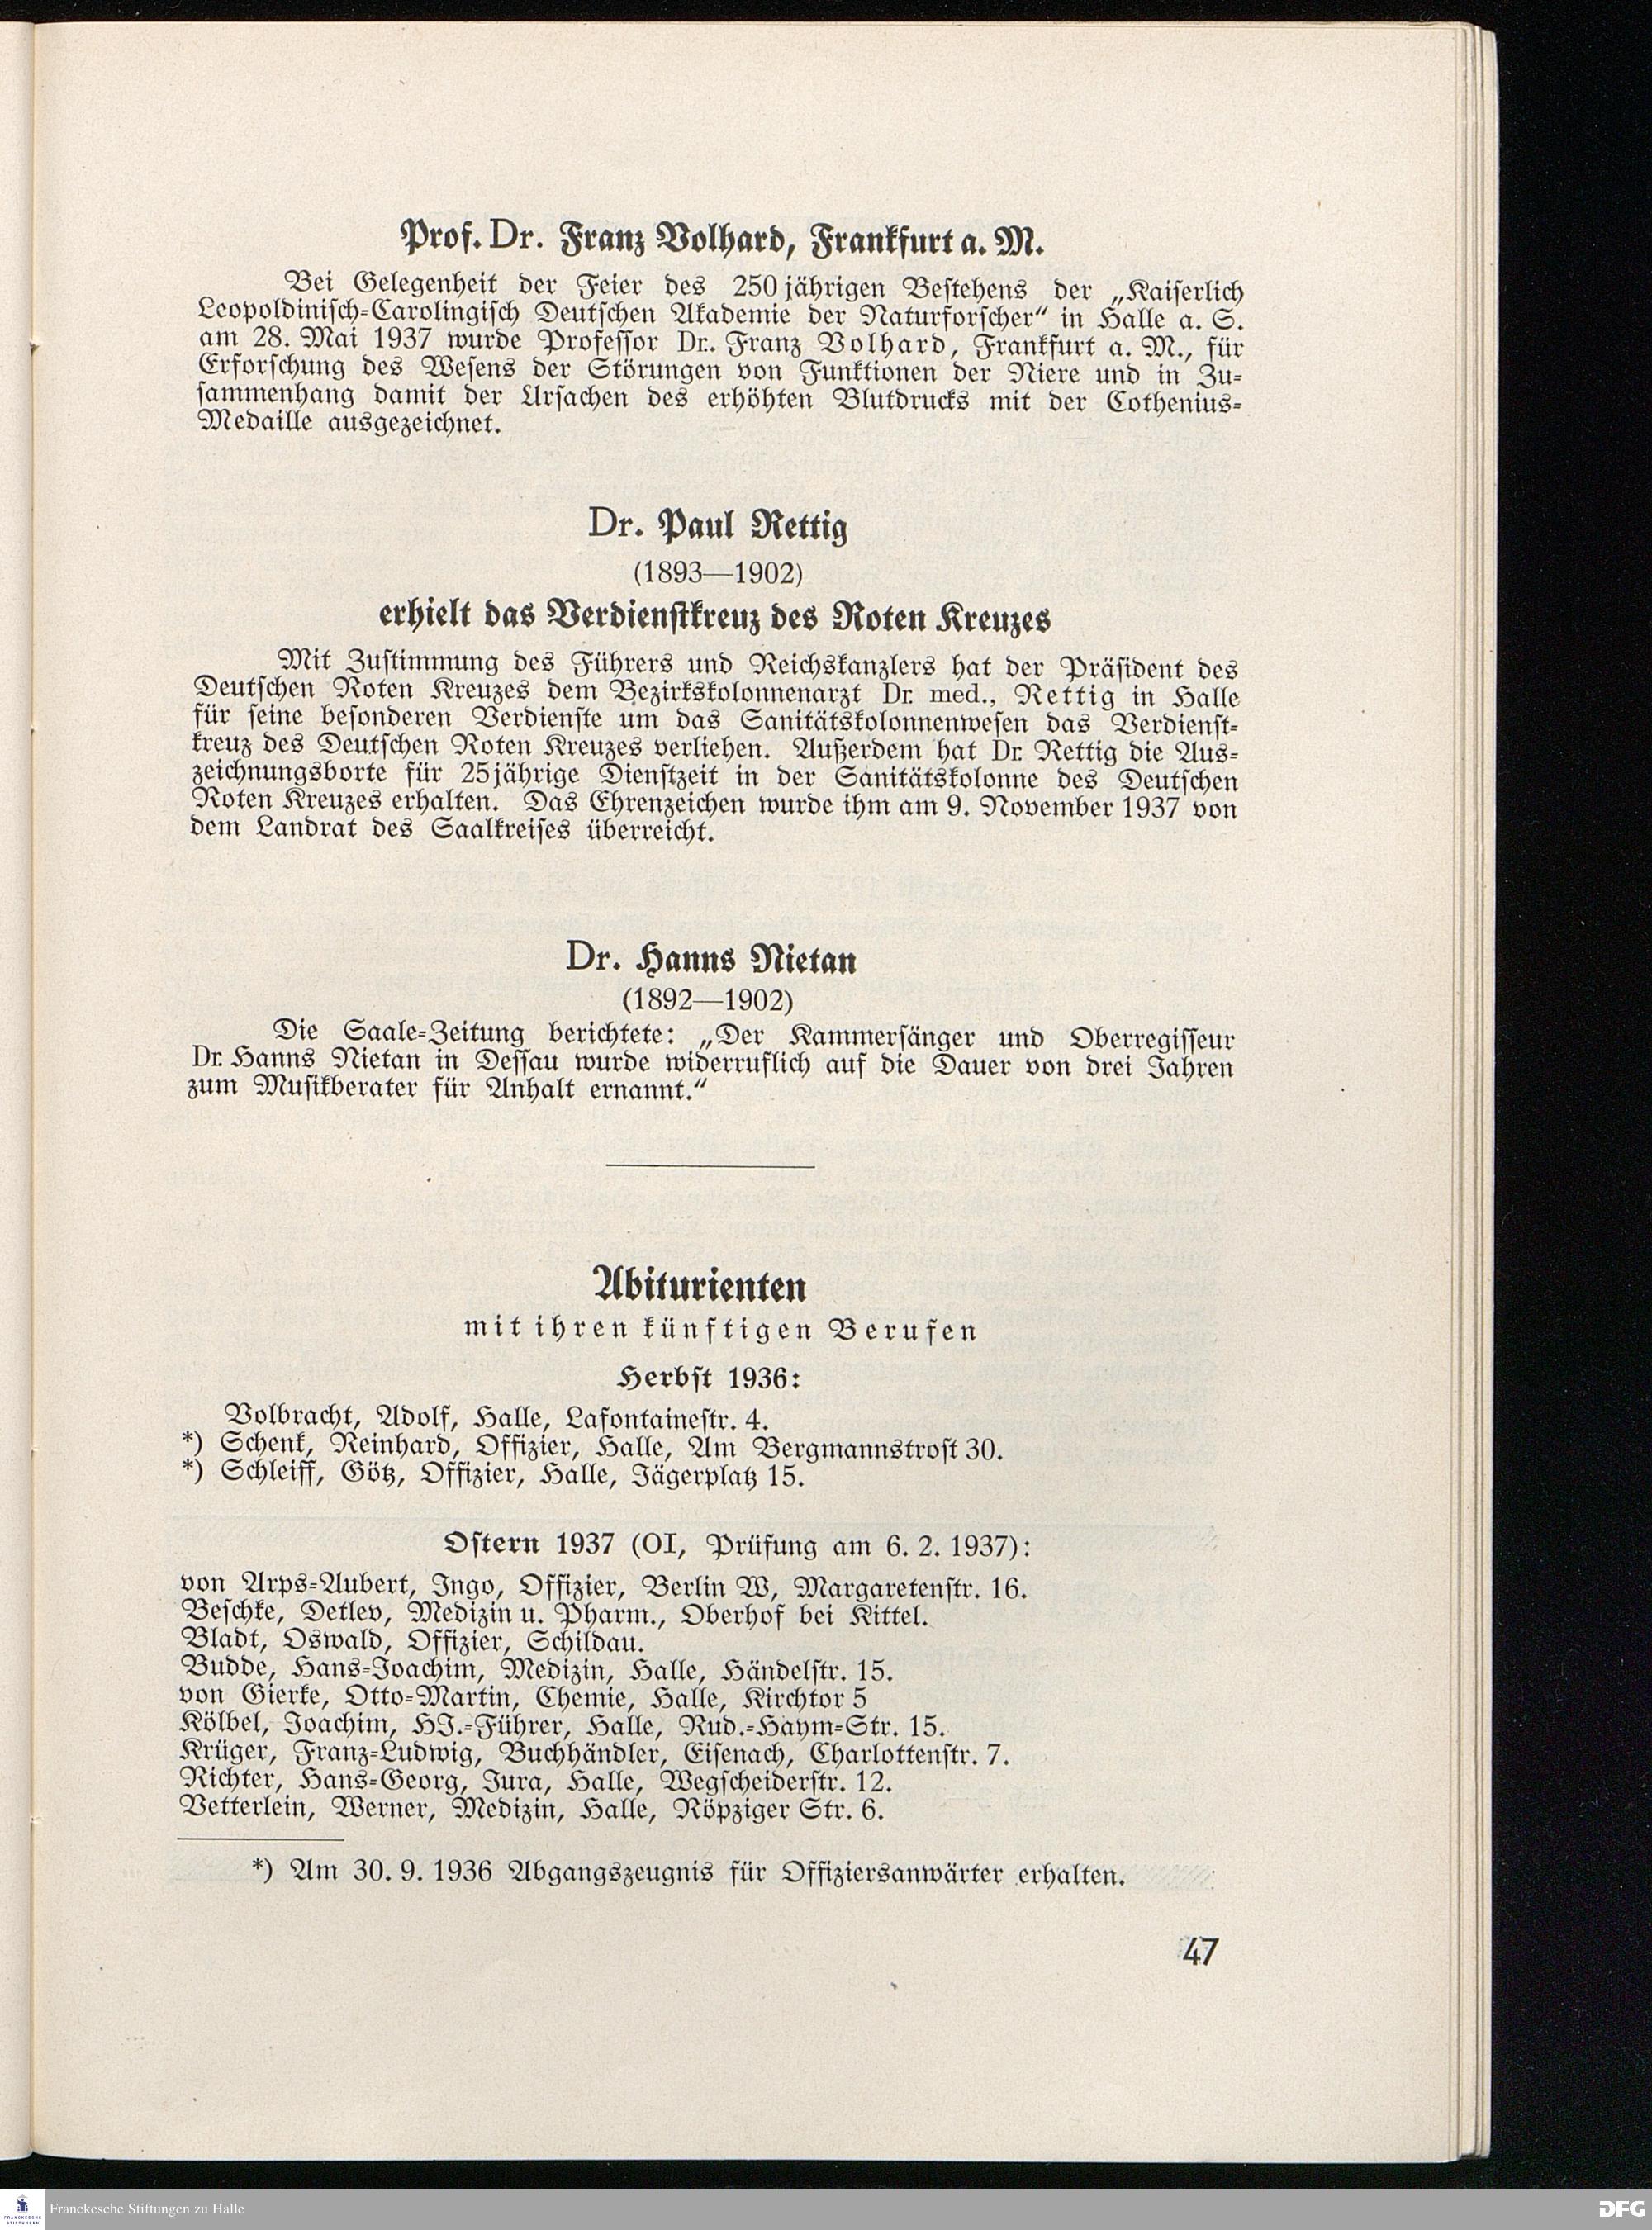 Prof. Dr. Franz Volhard, Frankfurt a. M.
Bei Gelegenheit der Feier des 250jährigen Bestehens der „Kaiserlich
Leopoldinisch-Carolingisch Deutschen Akademie der Naturforscher“ in Halle a. S.
am 28. Mai 1937 wurde Professor Dr. Franz Volhard, Frankfurt a. M., für
Erforschung des Wesens der Störungen von Funktionen der Niere und in Zu-
sammenhang damit der Ursachen des erhöhten Blutdrucks mit der Cothenius-
Medaille ausgezeichnet.
Dr. Paul Rettig
(1893—1902)
erhielt das Verdienstkreuz des Roten Kreuzes
Mit Zustimmung des Führers und Reichskanzlers hat der Präsident des
Deutschen Roten Kreuzes dem Bezirkskolonnenarzt Dr. med., Rettig in Halle
für seine besonderen Verdienste um das Sanitätskolonnenwesen das Verdienst-
kreuz des Deutschen Roten Kreuzes verliehen. Außerdem hat Dr. Rettig die Aus-
zeichnungsborte für 25jährige Dienstzeit in der Sanitätskolonne des Deutschen
Roten Kreuzes erhalten. Das Ehrenzeichen wurde ihm am 9. November 1937 von
dem Landrat des Saalkreises überreicht.
Dr. Hanns Nietan
(1892—1902)
Die Saale-Zeitung berichtete: „Der Kammersänger und Oberregisseur
Dr. Hanns Nietan in Dessau wurde widerruflich auf die Dauer von drei Jahren
zum Musikberater für Anhalt ernannt.“
Abiturienten
mit ihren künftigen Berufen
Herbst 1936:
Volbracht, Adolf, Halle, Lafontainestr. 4.
*) Schenk, Reinhard, Offizier, Halle, Am Bergmannstrost 30.
*) Schleiff, Götz, Offizier, Halle, Jägerplatz 15.
Ostern 1937 (OI, Prüfung am 6. 2. 1937):
von Arps-Aubert, Ingo, Offizier, Berlin W, Margaretenstr. 16.
Beschke, Detlev, Medizin u. Pharm., Oberhof bei Kittel.
Bladt, Oswald, Offizier, Schildau.
Budde, Hans-Joachim, Medizin, Halle, Händelstr. 15.
von Gierke, Otto-Martin, Chemie, Halle, Kirchtor 5
Kölbel, Joachim, HJ.-Führer, Halle, Rud.-Haym-Str. 15.
Krüger, Franz-Ludwig, Buchhändler, Eisenach, Charlottenstr. 7.
Richter, Hans-Georg, Jura, Halle, Wegscheiderstr. 12.
Vetterlein, Werner, Medizin, Halle, Röpziger Str. 6.
*) Am 30. 9. 1936 Abgangszeugnis für Offiziersanwärter erhalten.
47
FRANCKESCHE
STIFTUNGEN
Franckesche Stiftungen zu Halle
DFG